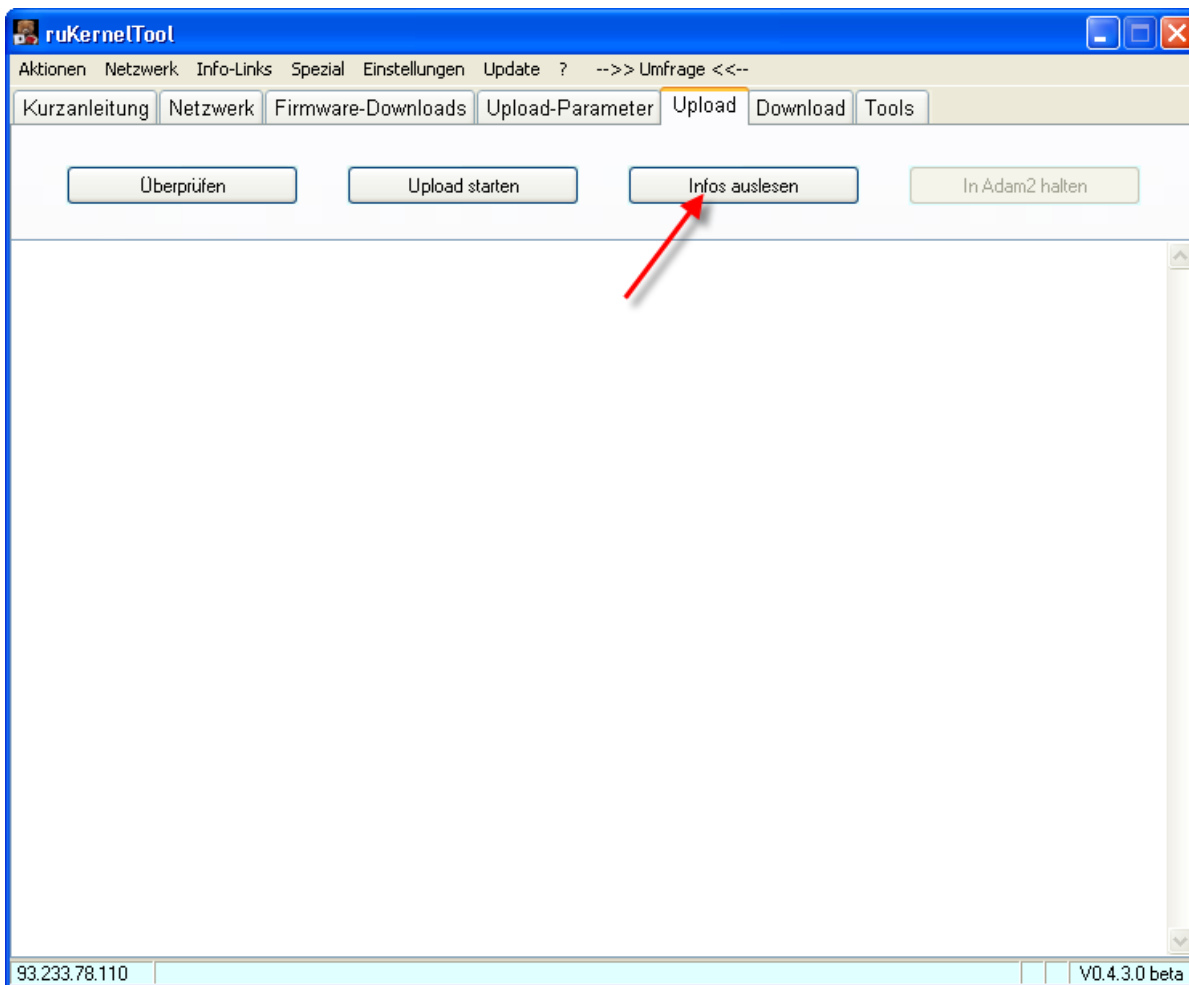 ruKernelTool
Aktionen Netzwerk Info-Links Spezial Einstellungen Update ? -->> Umfrage <<--
Kurzanleitung Netzwerk Firmware-Downloads Upload-Parameter Upload Download Tools
Überprüfen Upload starten Infos auslesen In Adam2 halten
93.233.78.110 V0.4.3.0 beta